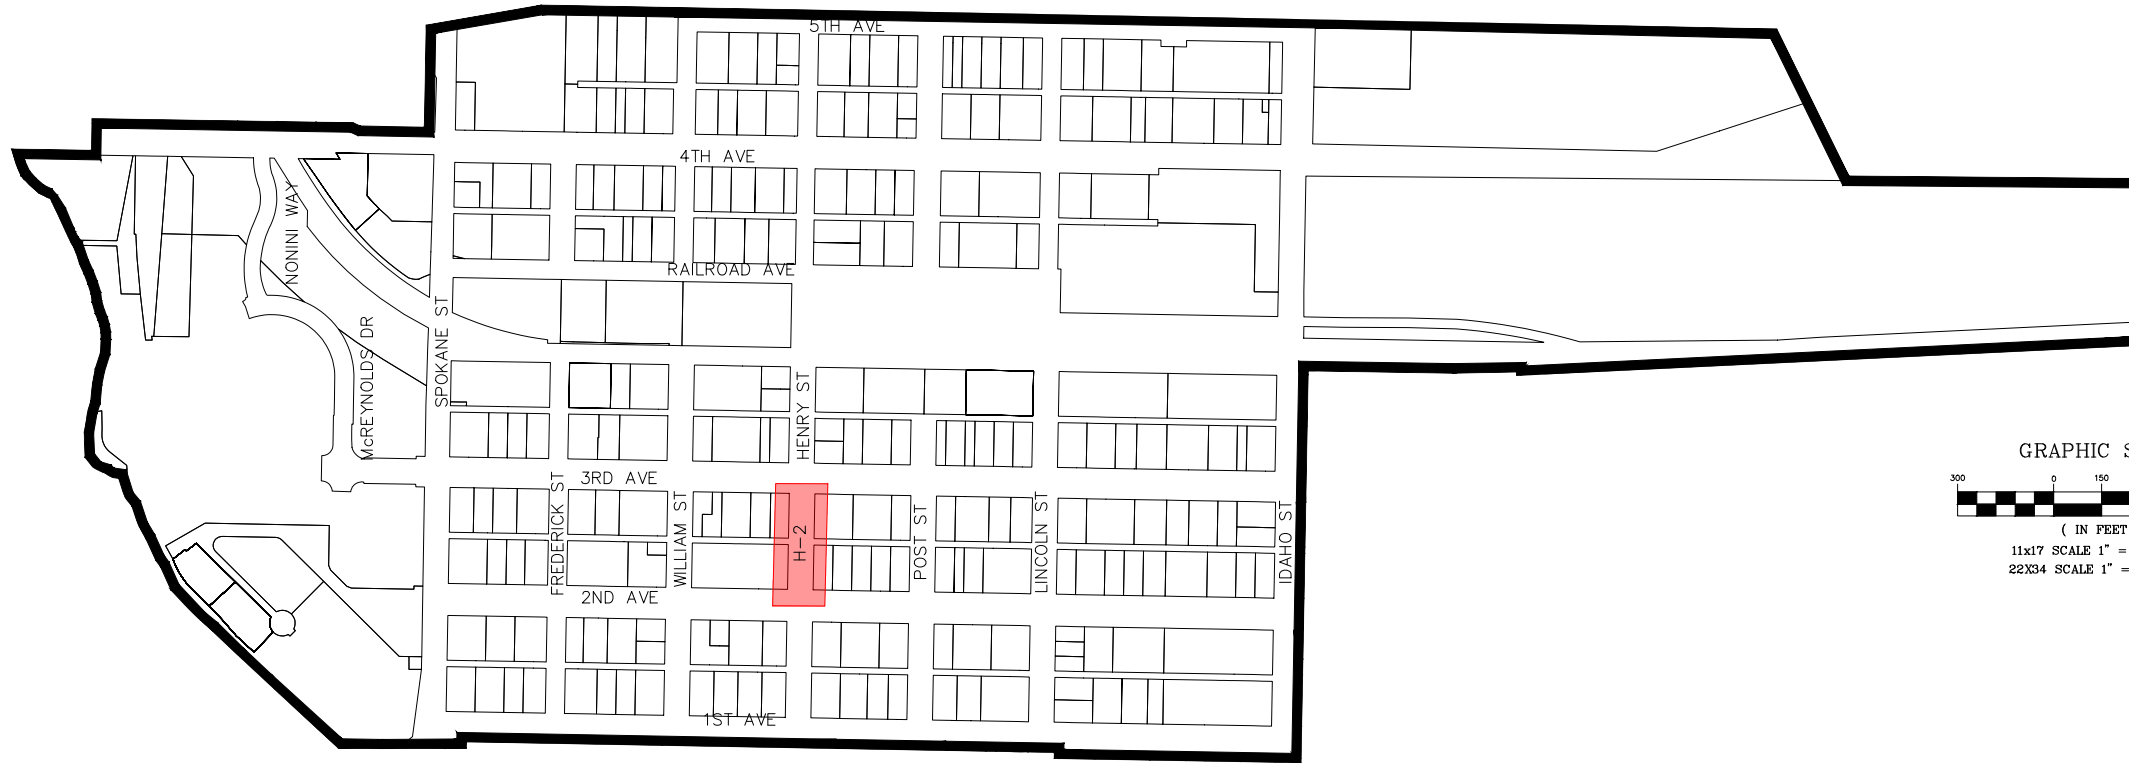 5TH AVE
4TH AVE
NONINI WAY
RAILROAD AVE
McREYNOLDS DR
SPOKANE ST
HENRY ST
3RD AVE
FREDERICK ST
WILLIAM ST
H-2
POST ST
LINCOLN ST
IDAHO ST
2ND AVE
1ST AVE
GRAPHIC S
300 0 150
( IN FEET
11x17 SCALE 1" =
22X34 SCALE 1" =